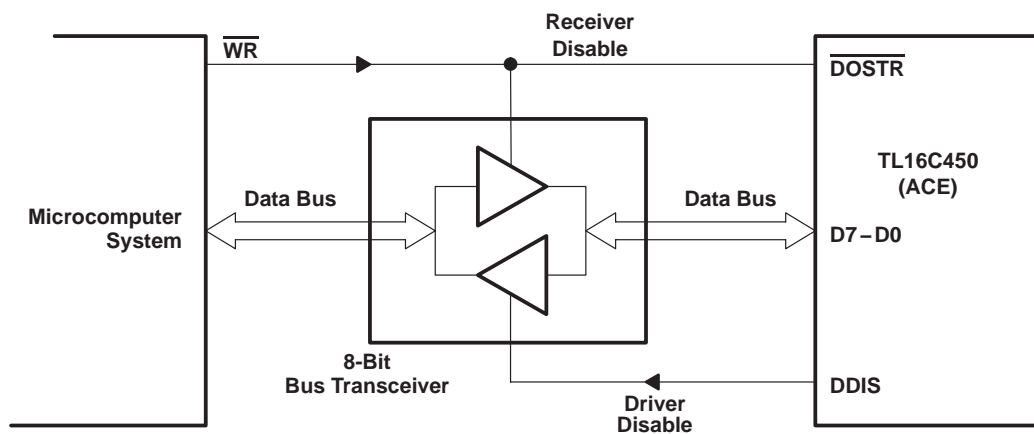 Receiver
Disable
WR
DOSTR
TL16C450
(ACE)
Data Bus
Data Bus
Microcomputer
System
D7–D0
8-Bit
Bus Transceiver
DDIS
Driver
Disable